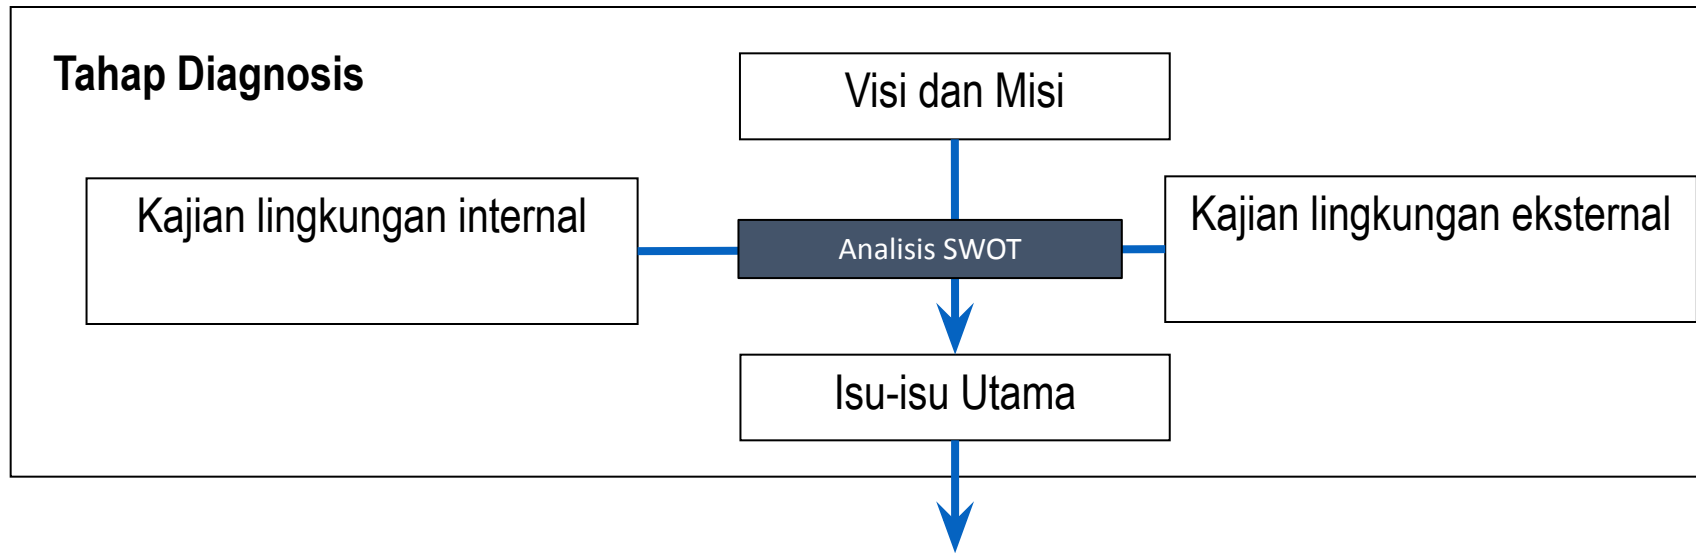 Tahap Diagnosis
Visi dan Misi
Kajian lingkungan internal
Analisis SWOT
Kajian lingkungan eksternal
Isu-isu Utama